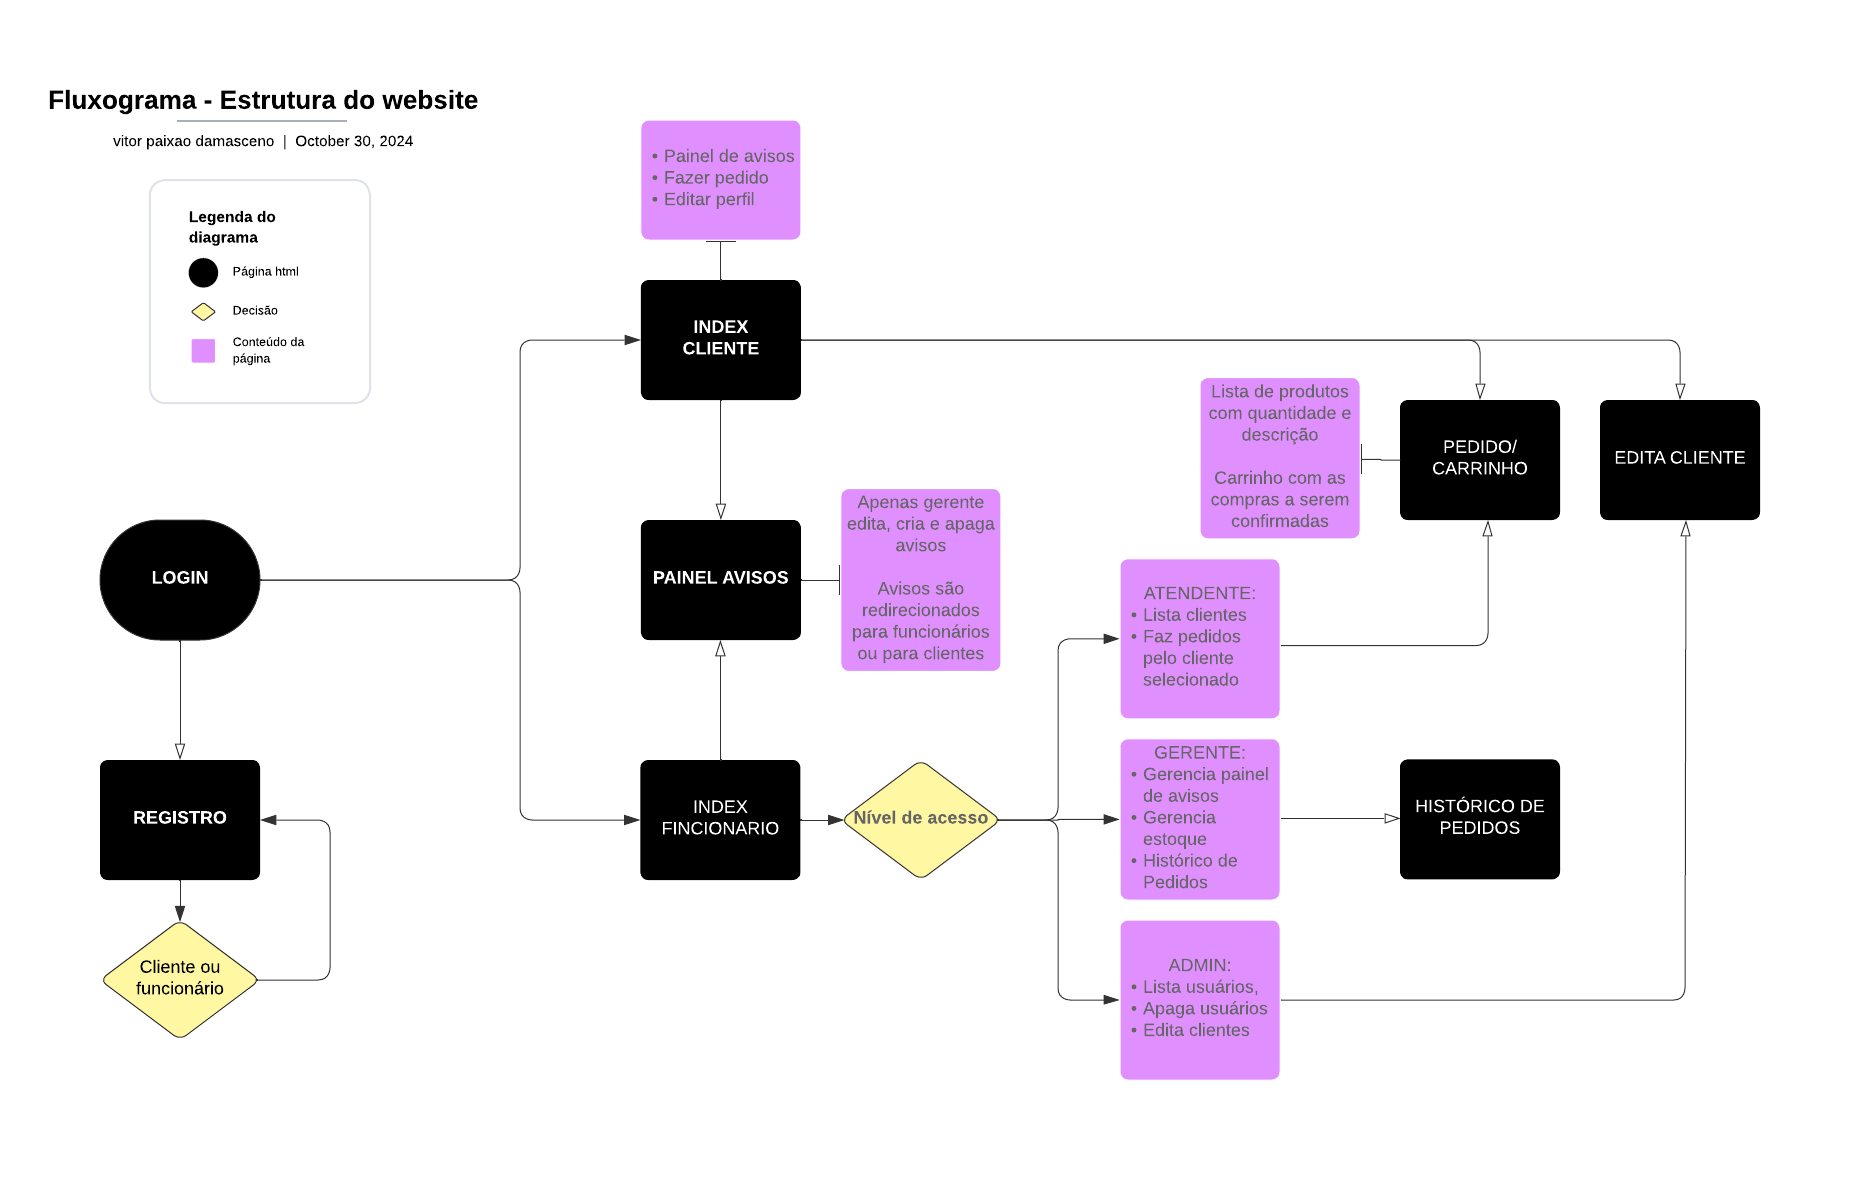 Fluxograma - Estrutura do website
vitor paixao damasceno | October 30, 2024
Legenda do
diagrama
Página html
Decisão
Conteúdo da
página
• Painel de avisos
• Fazer pedido
• Editar perfil
INDEX
CLIENTE
Lista de produtos
com quantidade e
descrição
Carrinho com as
compras a serem
confirmadas
PEDIDO/
CARRINHO
EDITA CLIENTE
LOGIN
PAINEL AVISOS
Apenas gerente
edita, cria e apaga
avisos
Avisos são
redirecionados
para funcionários
ou para clientes
ATENDENTE:
• Lista clientes
• Faz pedidos
pelo cliente
selecionado
REGISTRO
INDEX
FINCIONARIO
Nível de acesso
GERENTE:
• Gerencia painel
de avisos
• Gerencia
estoque
• Histórico de
Pedidos
HISTÓRICO DE
PEDIDOS
Cliente ou
funcionário
ADMIN:
• Lista usuários,
• Apaga usuários
• Edita clientes